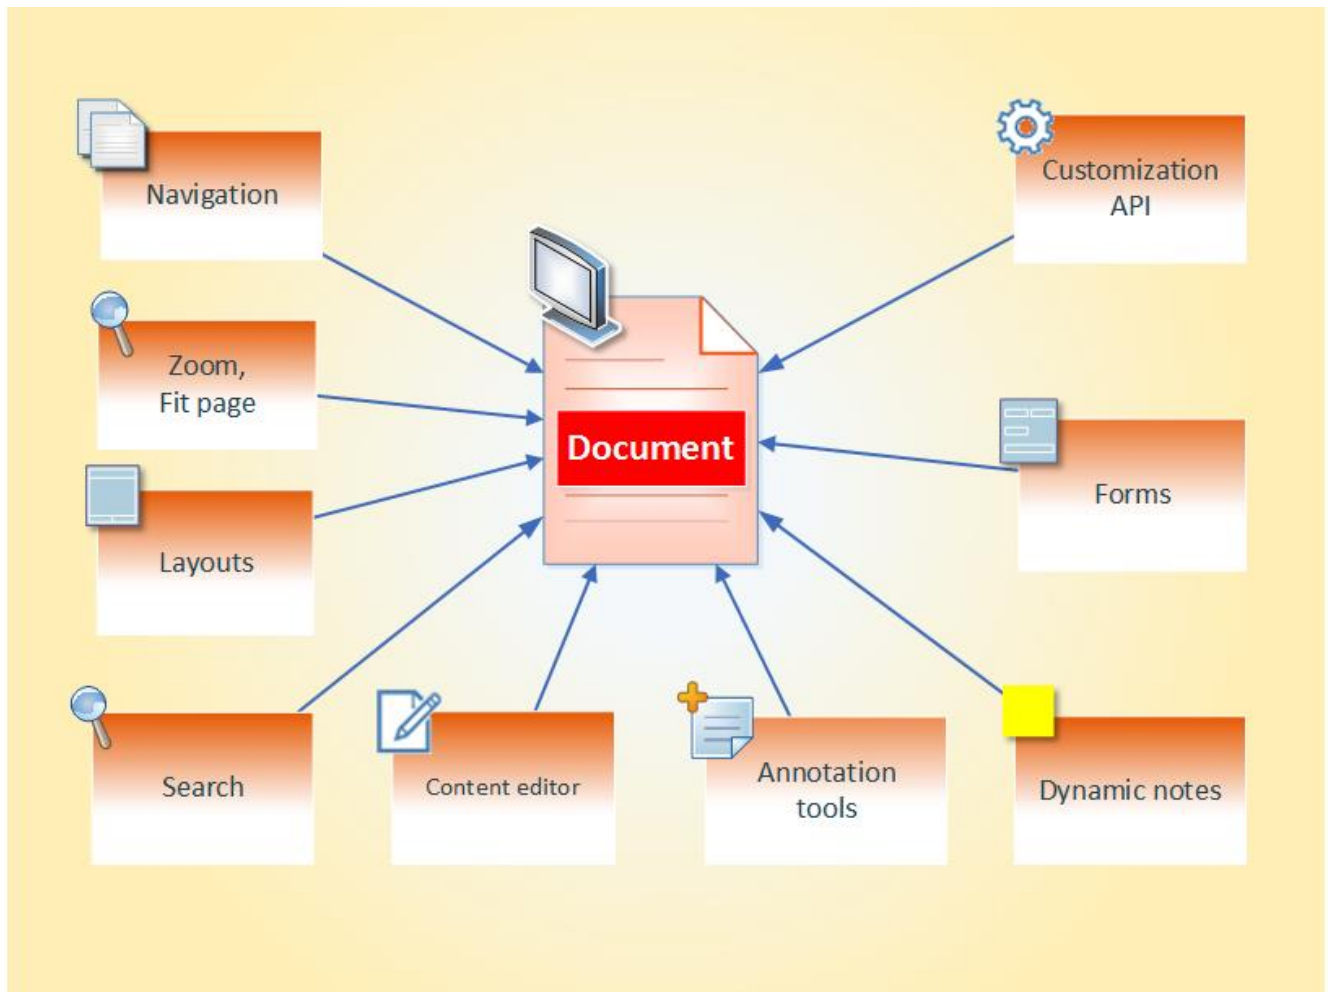 Navigation
Customization
API
Zoom,
Fit page
Document
Forms
Layouts
Search
Content editor
Annotation
tools
Dynamic notes